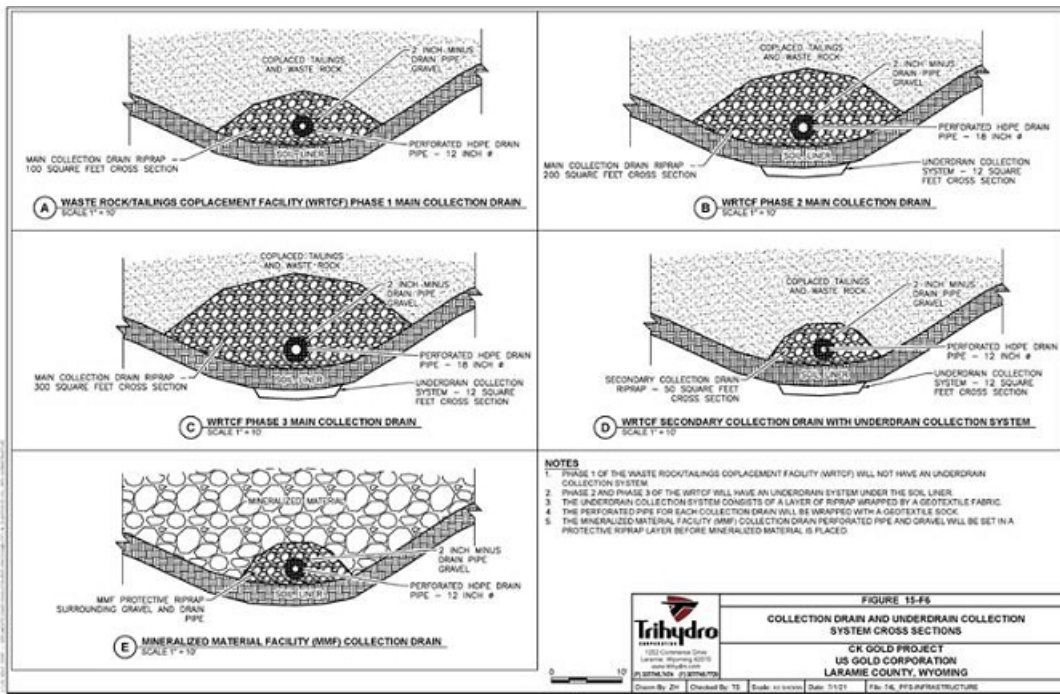 COPLACED TAILINGS
AND WASTE ROCK
2 INCH MINUS
DRAIN PIPE
GRAVEL
SOIL LINER
MAIN COLLECTION DRAIN RIPRAP –
100 SQUARE FEET CROSS SECTION
PERFORATED HDPE DRAIN
PIPE – 12 INCH ø
A
WASTE ROCK/TAILINGS COPLACEMENT FACILITY (WRTCF) PHASE 1 MAIN COLLECTION DRAIN
SCALE 1" = 10'
COPLACED TAILINGS
AND WASTE ROCK
2 INCH MINUS
DRAIN PIPE
GRAVEL
SOIL LINER
MAIN COLLECTION DRAIN RIPRAP –
200 SQUARE FEET CROSS SECTION
PERFORATED HDPE DRAIN
PIPE – 18 INCH ø
UNDERDRAIN COLLECTION
SYSTEM – 12 SQUARE
FEET CROSS SECTION
B
WRTCF PHASE 2 MAIN COLLECTION DRAIN
SCALE 1" = 10'
COPLACED TAILINGS
AND WASTE ROCK
2 INCH MINUS
DRAIN PIPE
GRAVEL
SOIL LINER
MAIN COLLECTION DRAIN RIPRAP –
300 SQUARE FEET CROSS SECTION
PERFORATED HDPE DRAIN
PIPE – 18 INCH ø
UNDERDRAIN COLLECTION
SYSTEM – 12 SQUARE
FEET CROSS SECTION
C
WRTCF PHASE 3 MAIN COLLECTION DRAIN
SCALE 1" = 10'
COPLACED TAILINGS
AND WASTE ROCK
2 INCH MINUS
DRAIN PIPE
GRAVEL
SOIL LINER
SECONDARY COLLECTION DRAIN
RIPRAP – 50 SQUARE FEET
CROSS SECTION
PERFORATED HDPE DRAIN
PIPE – 12 INCH ø
UNDERDRAIN COLLECTION
SYSTEM – 12 SQUARE
FEET CROSS SECTION
D
WRTCF SECONDARY COLLECTION DRAIN WITH UNDERDRAIN COLLECTION SYSTEM
SCALE 1" = 10'
MINERALIZED MATERIAL
2 INCH MINUS
DRAIN PIPE
GRAVEL
SOIL LINER
MMF PROTECTIVE RIPRAP
SURROUNDING GRAVEL AND DRAIN
PIPE
PERFORATED HDPE DRAIN
PIPE – 12 INCH ø
E
MINERALIZED MATERIAL FACILITY (MMF) COLLECTION DRAIN
SCALE 1" = 10'
NOTES
1. PHASE 1 OF THE WASTE ROCK/TAILINGS COPLACEMENT FACILITY (WRTCF) WILL NOT HAVE AN UNDERDRAIN
COLLECTION SYSTEM.
2. PHASE 2 AND PHASE 3 OF THE WRTCF WILL HAVE AN UNDERDRAIN SYSTEM UNDER THE SOIL LINER.
3. THE UNDERDRAIN COLLECTION SYSTEM CONSISTS OF A LAYER OF RIPRAP WRAPPED BY A GEOTEXTILE FABRIC.
4. THE PERFORATED PIPE FOR EACH COLLECTION DRAIN WILL BE WRAPPED WITH A GEOTEXTILE SOCK.
5. THE MINERALIZED MATERIAL FACILITY (MMF) COLLECTION DRAIN PERFORATED PIPE AND GRAVEL WILL BE SET IN A
PROTECTIVE RIPRAP LAYER BEFORE MINERALIZED MATERIAL IS PLACED.
0 10'
Trihydro
CORPORATION
1252 Commerce Drive
Laramie, Wyoming 82070
www.trihydro.com
FIGURE 15-F6
COLLECTION DRAIN AND UNDERDRAIN COLLECTION
SYSTEM CROSS SECTIONS
CK GOLD PROJECT
US GOLD CORPORATION
LARAMIE COUNTY, WYOMING
Drawn By: ZH Checked By: TS Scale: AS SHOWN Date: 7/1/21 File: 74L_PFS-INFRASTRUCTURE